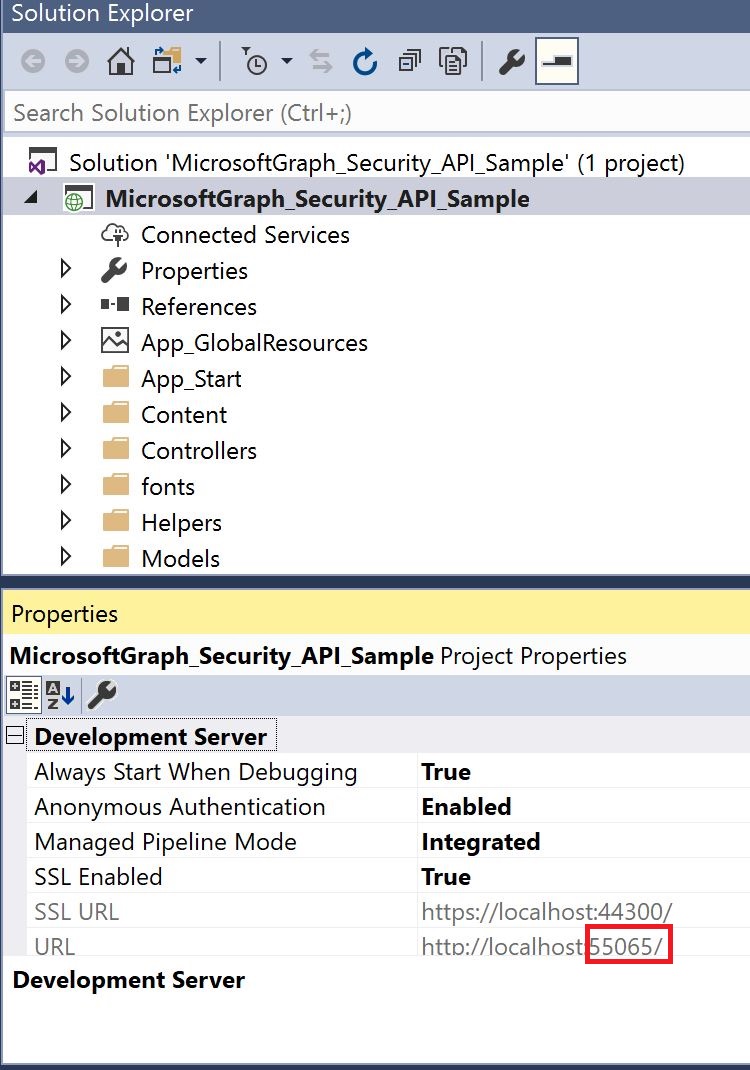 Solution Explorer
Search Solution Explorer (Ctrl+;)
Solution 'MicrosoftGraph_Security_API_Sample' (1 project)
MicrosoftGraph_Security_API_Sample
Connected Services
Properties
References
App_GlobalResources
App_Start
Content
Controllers
fonts
Helpers
Models
Properties
MicrosoftGraph_Security_API_Sample Project Properties
A
Z
Development Server
Always Start When Debugging True
Anonymous Authentication Enabled
Managed Pipeline Mode Integrated
SSL Enabled True
SSL URL https://localhost:44300/
URL http://localhost:55065/
Development Server